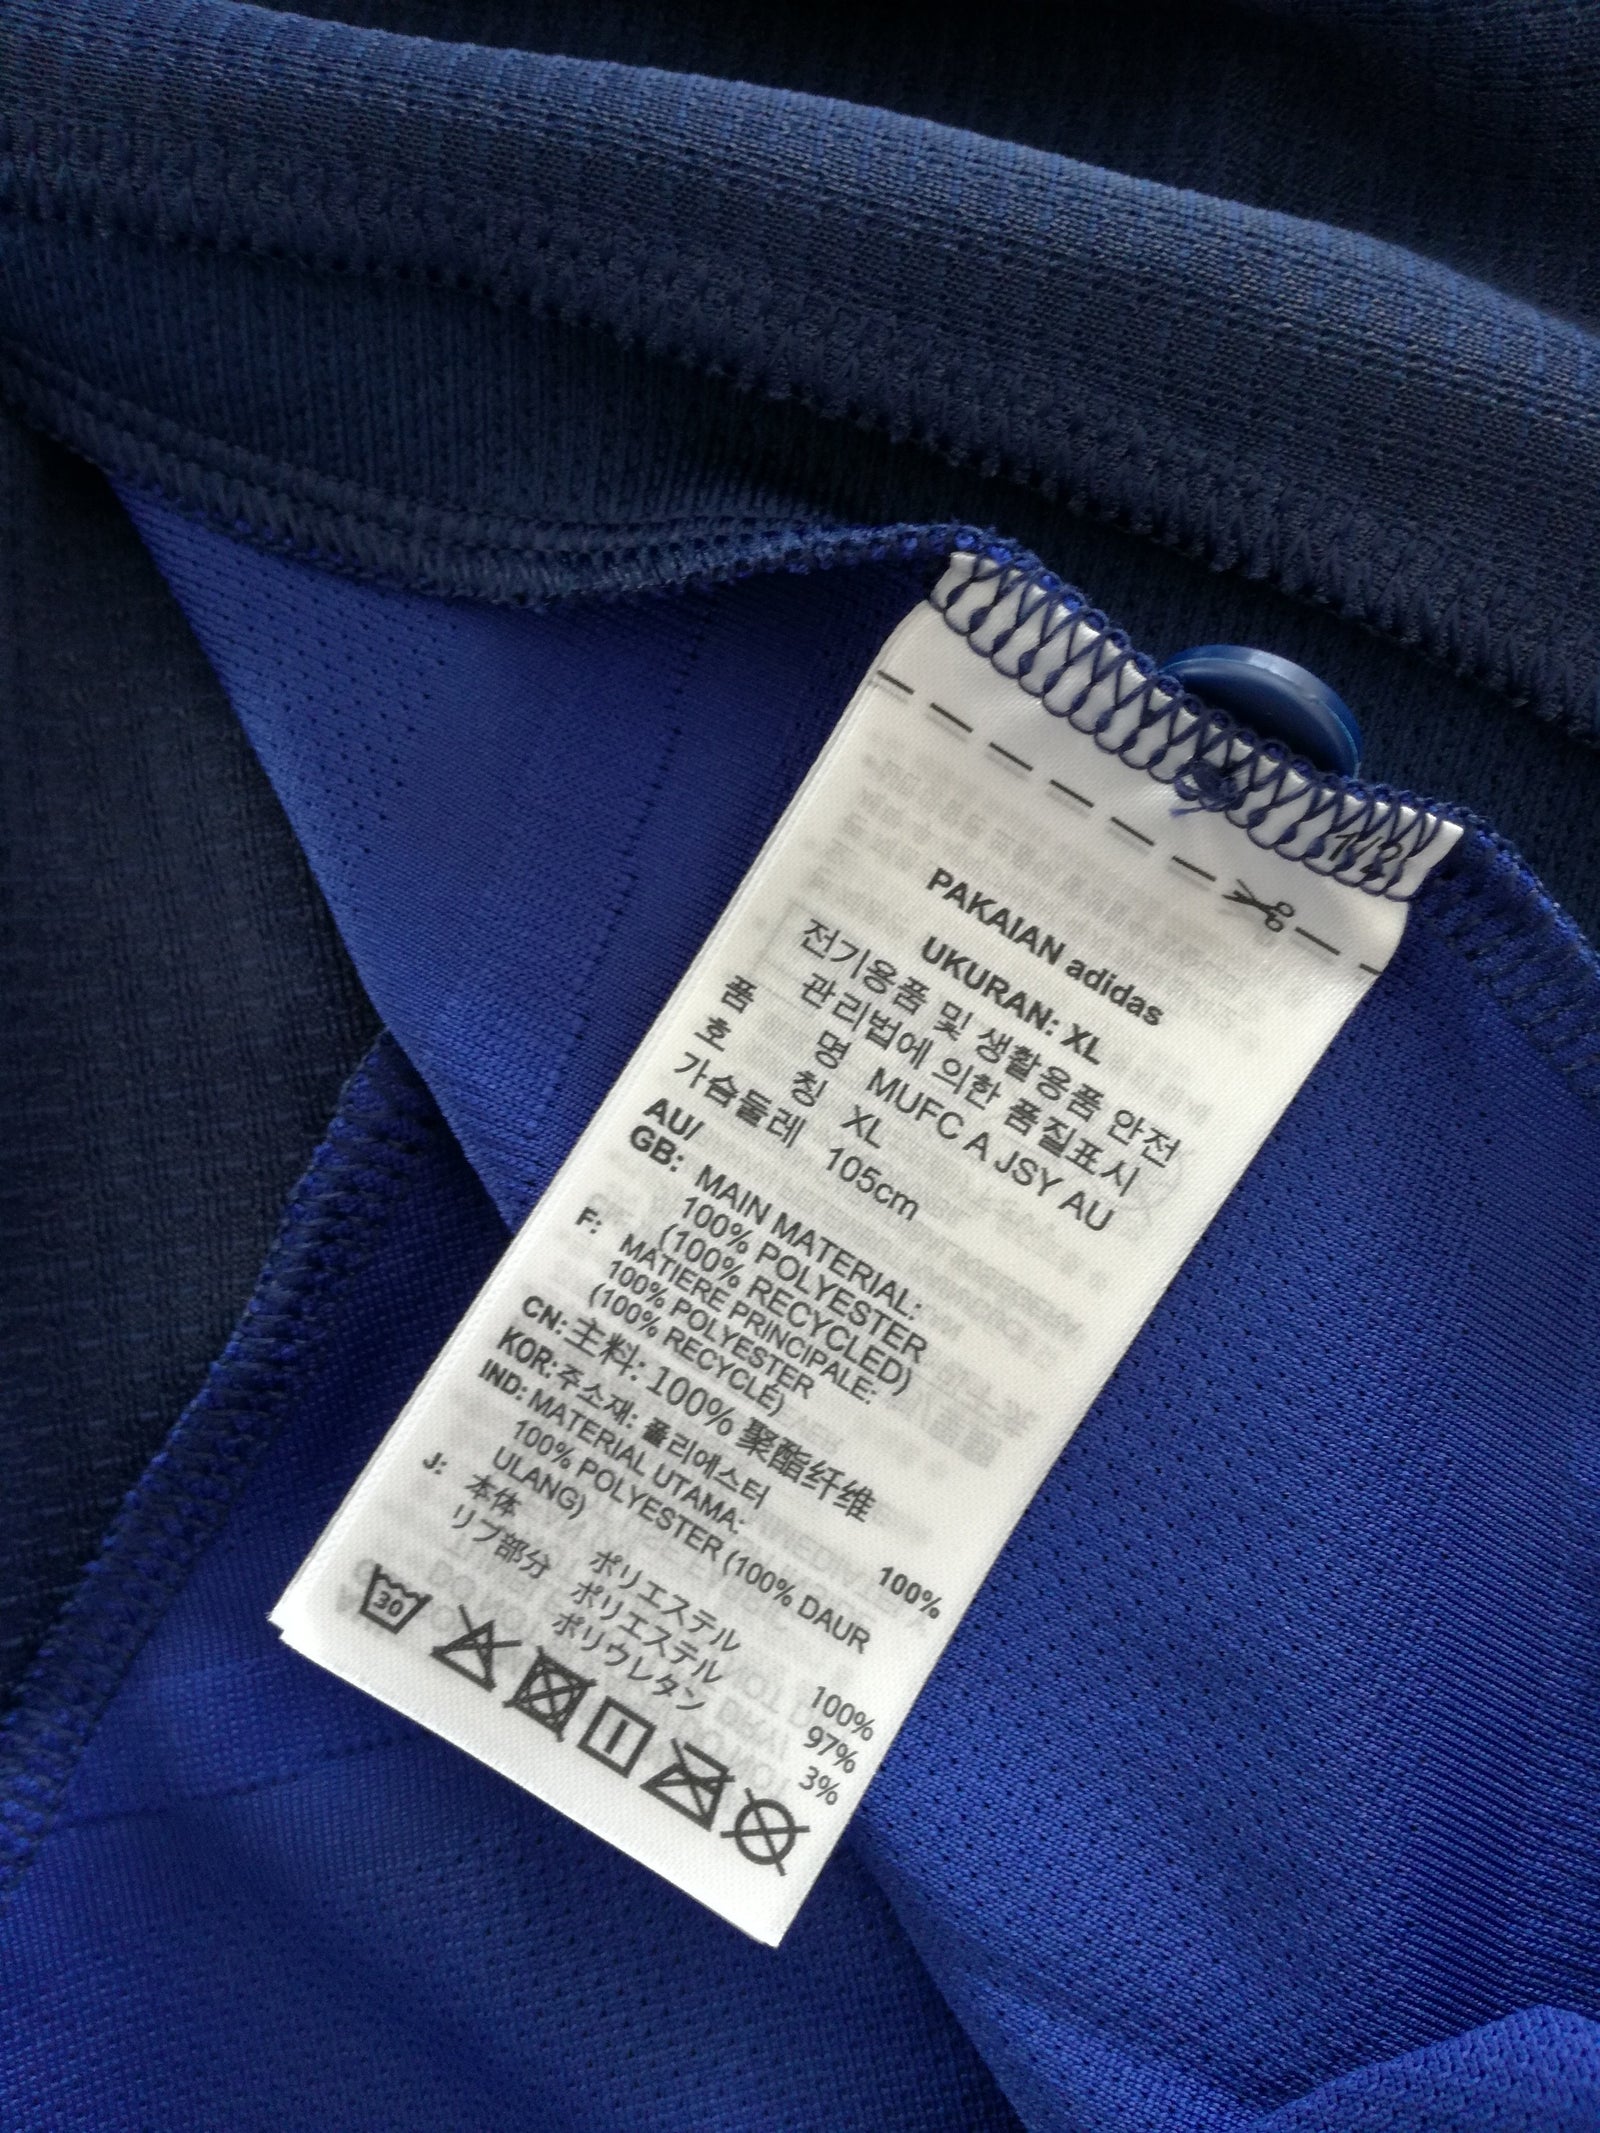 1/2
PAKAIAN adidas
UKURAN: XL
전기용품 및 생활용품 안전
관리법에 의한 품질표시
품 명 MUFC A JSY AU
호 칭 XL
가슴둘레 105cm
AU/
GB: MAIN MATERIAL:
100% POLYESTER
(100% RECYCLED)
F: MATIERE PRINCIPALE:
100% POLYESTER
(100% RECYCLÉ)
CN: 主料: 100% 聚酯纤维
KOR: 주소재: 폴리에스터 100%
IND: MATERIAL UTAMA:
100% POLYESTER (100% DAUR
ULANG)
J: 本体 ポリエステル 100%
リブ部分 ポリエステル 97%
ポリウレタン 3%
30